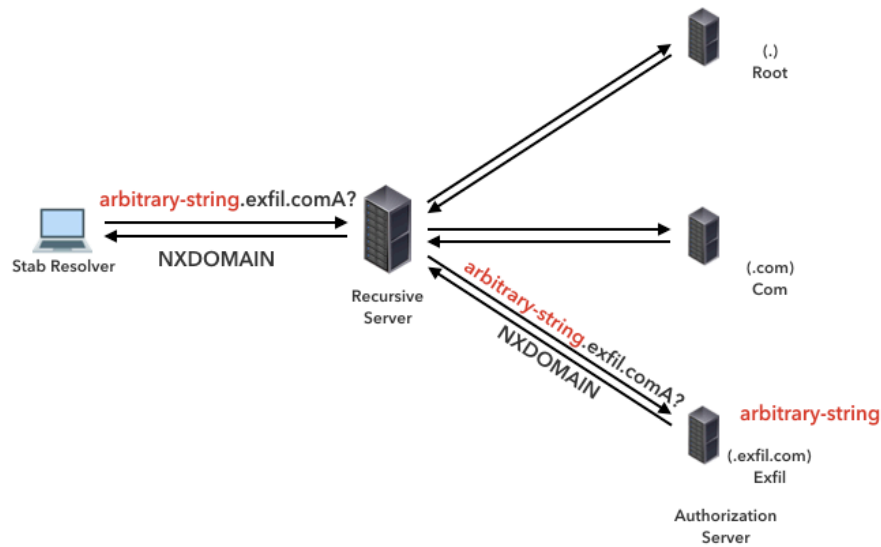 (.)
Root
arbitrary-string.exfil.comA?
NXDOMAIN
Stab Resolver
Recursive
Server
(.com)
Com
arbitrary-string.exfil.comA?
NXDOMAIN
arbitrary-string
(.exfil.com)
Exfil
Authorization
Server